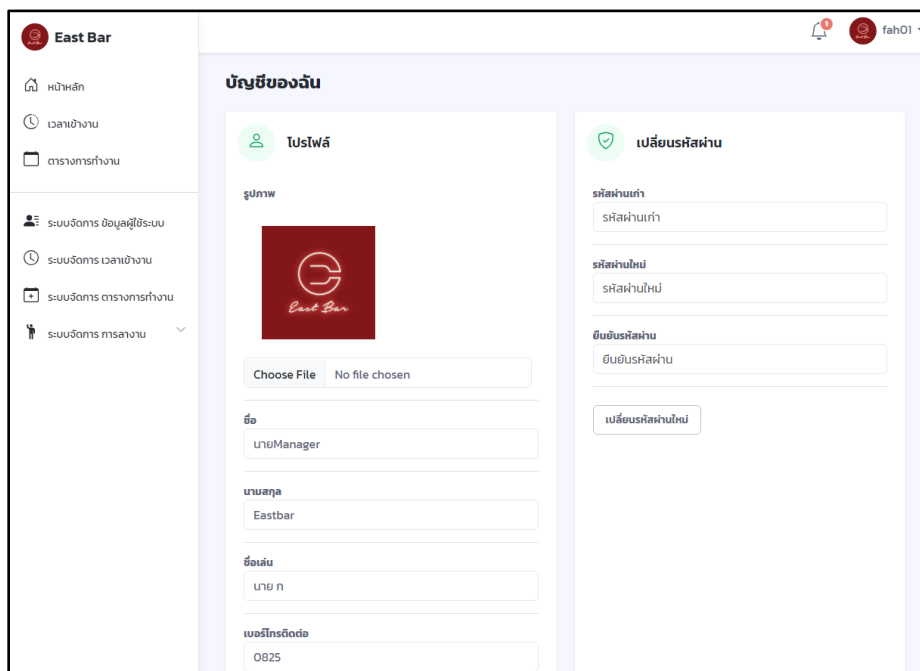 East Bar
1
fah01
หน้าหลัก
เวลาเข้างาน
ตารางการทำงาน
ระบบจัดการ ข้อมูลผู้ใช้ระบบ
ระบบจัดการ เวลาเข้างาน
ระบบจัดการ ตารางการทำงาน
ระบบจัดการ การลางาน
บัญชีของฉัน
โปรไฟล์
รูปภาพ
East Bar
Choose File No file chosen
ชื่อ
นายManager
นามสกุล
Eastbar
ชื่อเล่น
นาย ก
เบอร์โทรติดต่อ
0825
เปลี่ยนรหัสผ่าน
รหัสผ่านเก่า
รหัสผ่านเก่า
รหัสผ่านใหม่
รหัสผ่านใหม่
ยืนยันรหัสผ่าน
ยืนยันรหัสผ่าน
เปลี่ยนรหัสผ่านใหม่